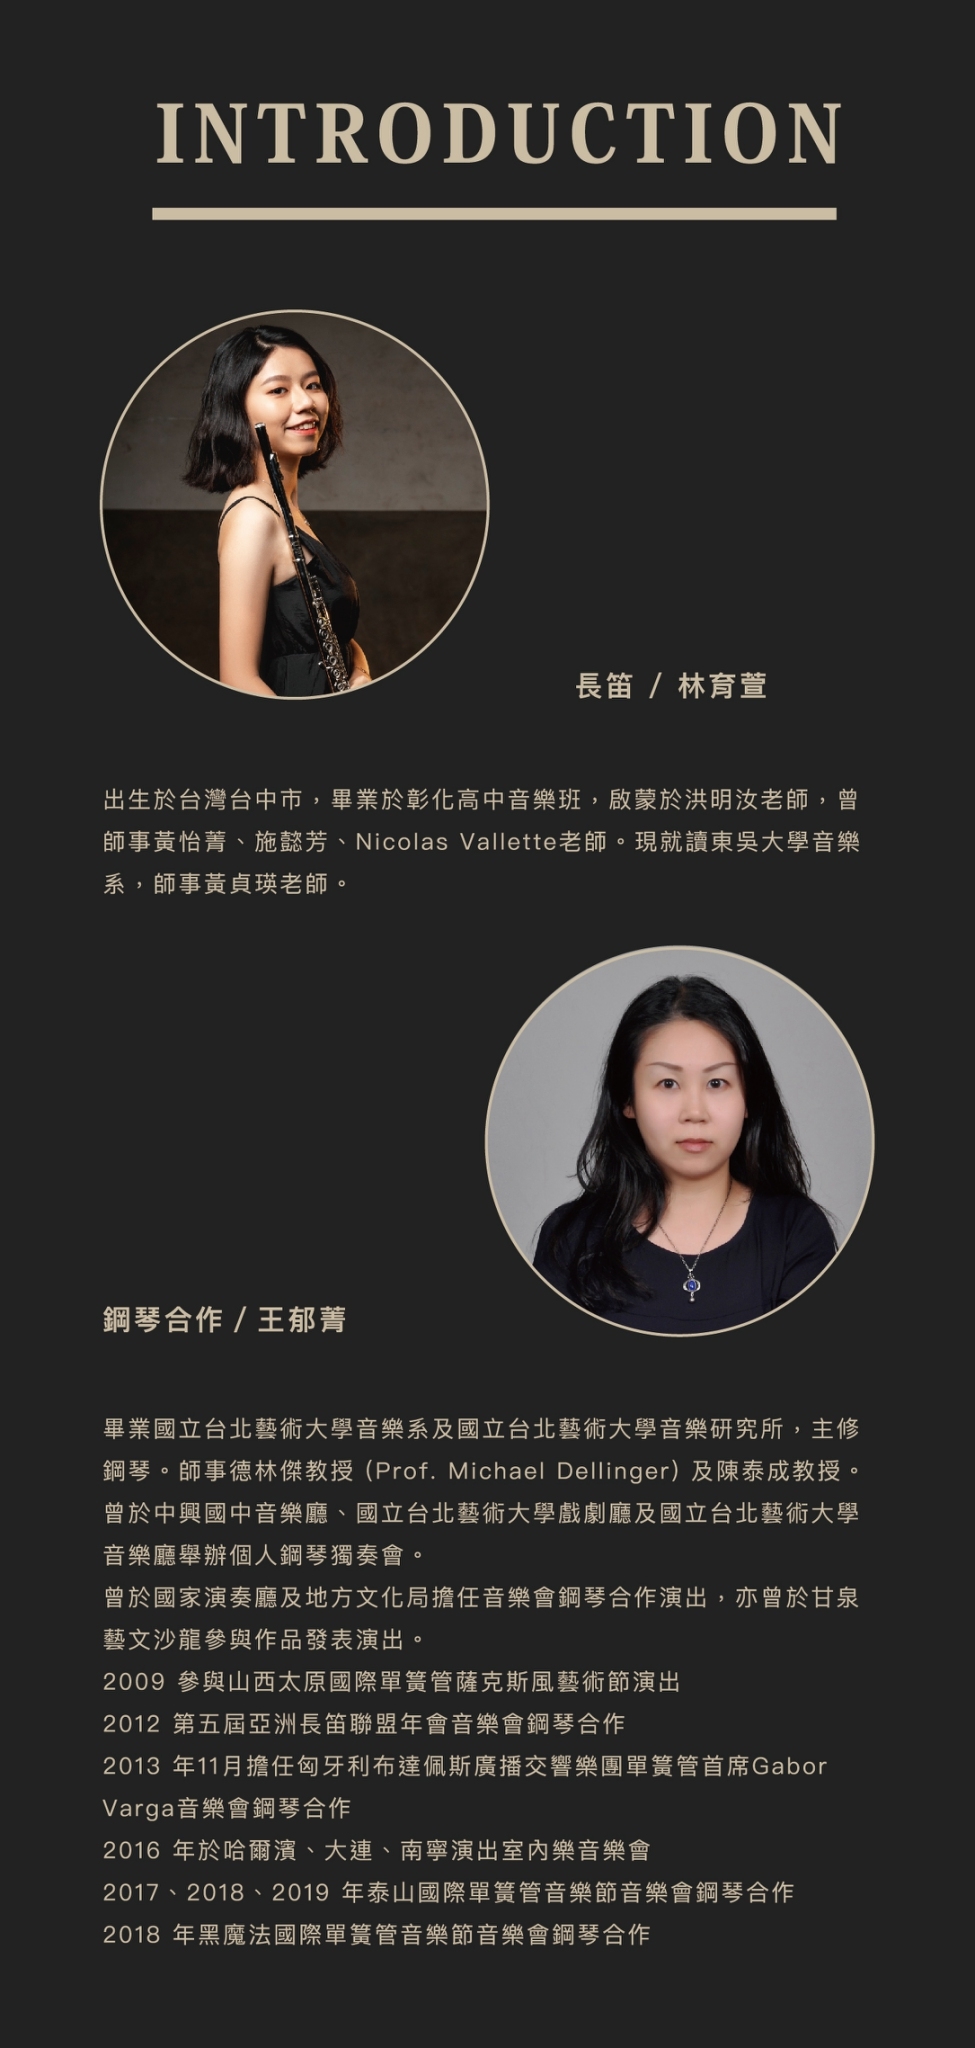 INTRODUCTION
長笛 / 林育萱
出生於台灣台中市，畢業於彰化高中音樂班，啟蒙於洪明汝老師，曾
師事黃怡菁、施懿芳、Nicolas Vallette老師。現就讀東吳大學音樂
系，師事黃貞瑛老師。
鋼琴合作 / 王郁菁
畢業國立台北藝術大學音樂系及國立台北藝術大學音樂研究所，主修
鋼琴。師事德林傑教授 (Prof. Michael Dellinger) 及陳泰成教授。
曾於中興國中音樂廳、國立台北藝術大學戲劇廳及國立台北藝術大學
音樂廳舉辦個人鋼琴獨奏會。
曾於國家演奏廳及地方文化局擔任音樂會鋼琴合作演出，亦曾於甘泉
藝文沙龍參與作品發表演出。
2009 參與山西太原國際單簧管薩克斯風藝術節演出
2012 第五屆亞洲長笛聯盟年會音樂會鋼琴合作
2013 年11月擔任匈牙利布達佩斯廣播交響樂團單簧管首席Gabor
Varga音樂會鋼琴合作
2016 年於哈爾濱、大連、南寧演出室內樂音樂會
2017、2018、2019 年泰山國際單簧管音樂節音樂會鋼琴合作
2018 年黑魔法國際單簧管音樂節音樂會鋼琴合作